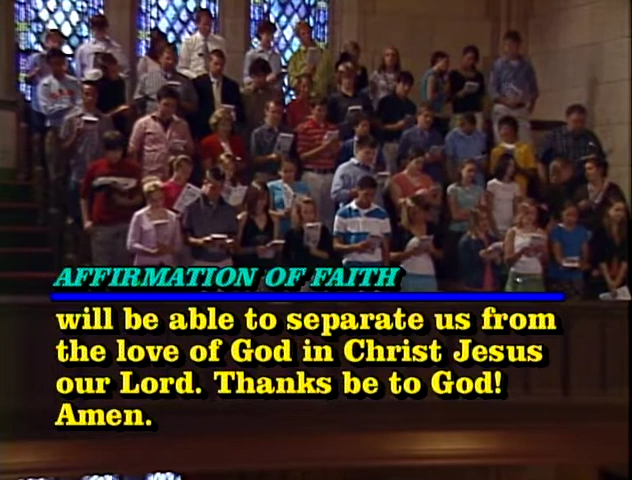 AFFIRMATION OF FAITH
will be able to separate us from
the love of God in Christ Jesus
our Lord. Thanks be to God!
Amen.